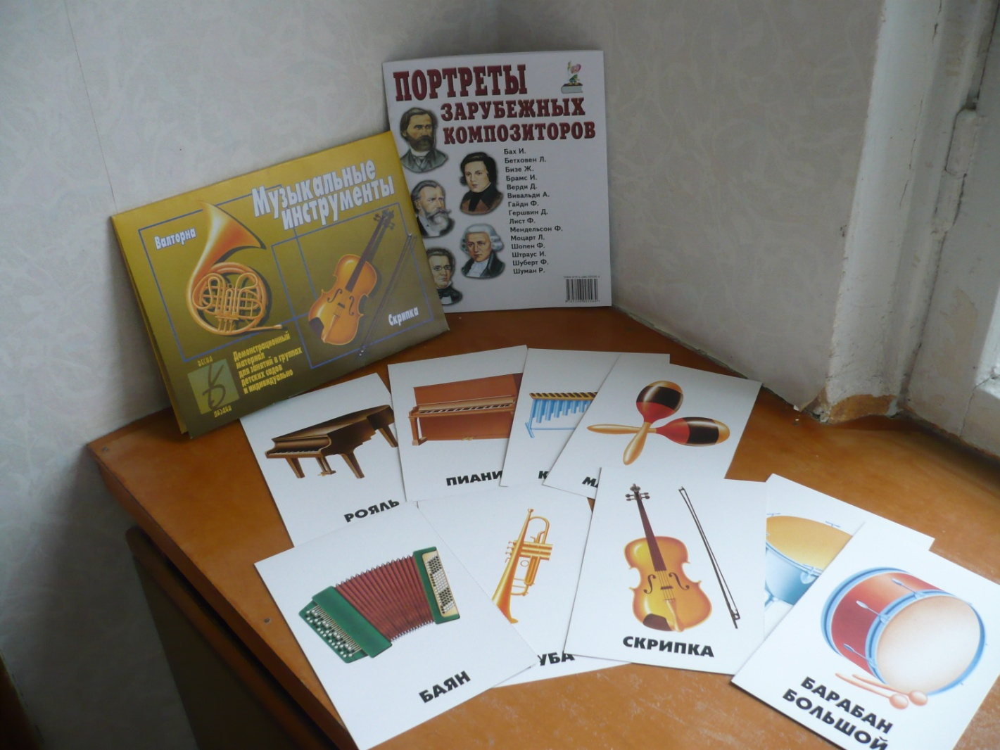 ПОРТРЕТЫ
ЗАРУБЕЖНЫХ
КОМПОЗИТОРОВ
Бах И.
Бетховен Л.
Бизе Ж.
Брамс И.
Верди Д.
Вивальди А.
Гайдн Ф.
Гершвин Д.
Лист Ф.
Мендельсон Ф.
Моцарт Л.
Шопен Ф.
Штраус И.
Шуберт Ф.
Шуман Р.
Музыкальные
инструменты
Валторна
Скрипка
Демонстрационный
материал
для занятий в группах
детских садов
и индивидуально
ВЕСНА
ДИЗАЙН
РОЯЛЬ
ПИАНИ
К
МА
БАЯН
УБА
СКРИПКА
БАРАБАН
БОЛЬШОЙ